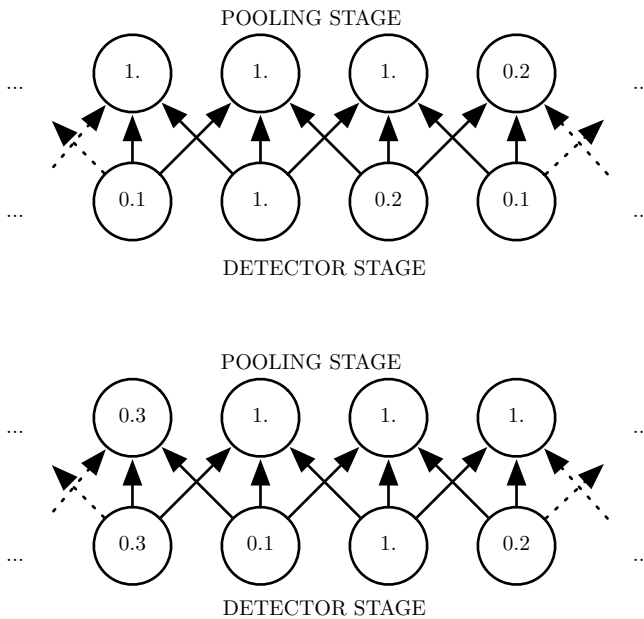 POOLING STAGE
... 1. 1. 1. 0.2 ...
... 0.1 1. 0.2 0.1 ...
DETECTOR STAGE
POOLING STAGE
... 0.3 1. 1. 1. ...
... 0.3 0.1 1. 0.2 ...
DETECTOR STAGE